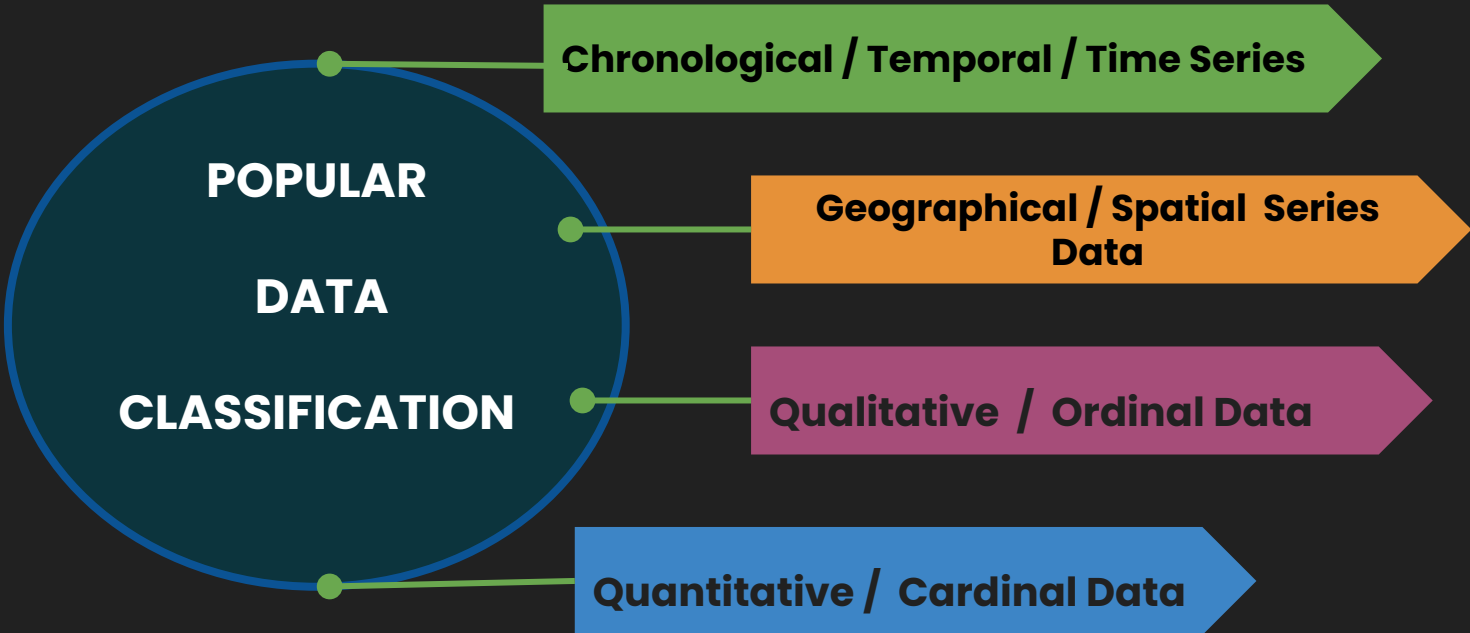 POPULAR
DATA
CLASSIFICATION
Chronological / Temporal / Time Series
Geographical / Spatial Series
Data
Qualitative / Ordinal Data
Quantitative / Cardinal Data